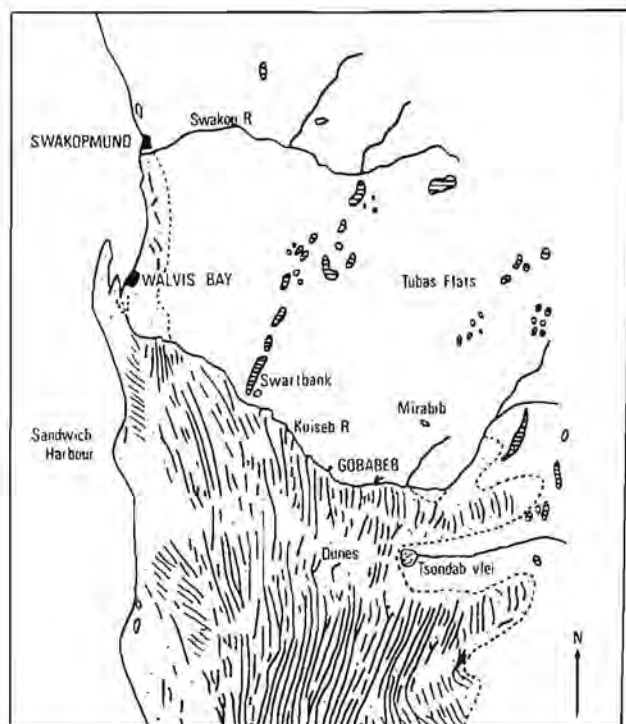 Swakop R
SWAKOPMUND
WALVIS BAY
Tubas Flats
Swartbank
Mirabib
Sandwich
Harbour
Kuiseb R
GOBABEB
Dunes
Tsondab vlei
N